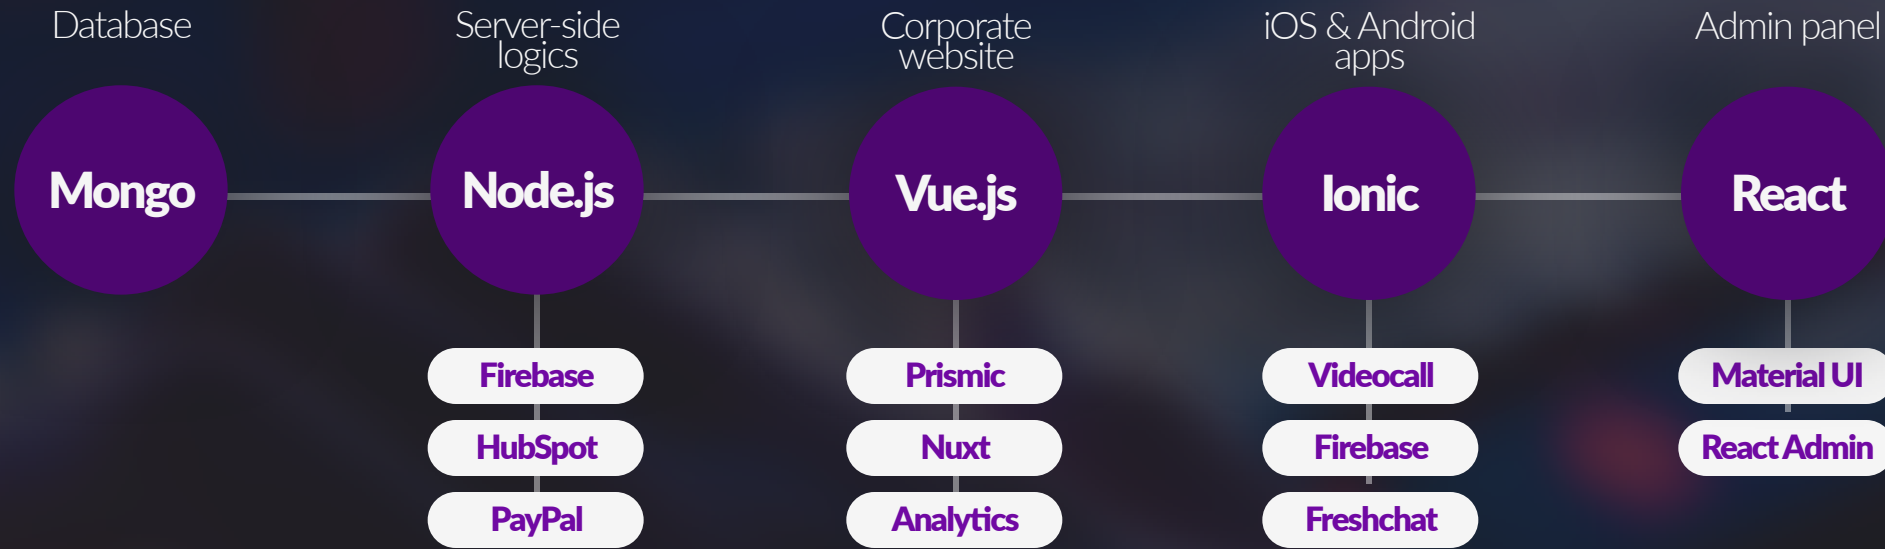 Database
Server-side
logics
Corporate
website
iOS & Android
apps
Admin panel
Mongo
Node.js
Vue.js
Ionic
React
Firebase
HubSpot
PayPal
Prismic
Nuxt
Analytics
Videocall
Firebase
Freshchat
Material UI
React Admin